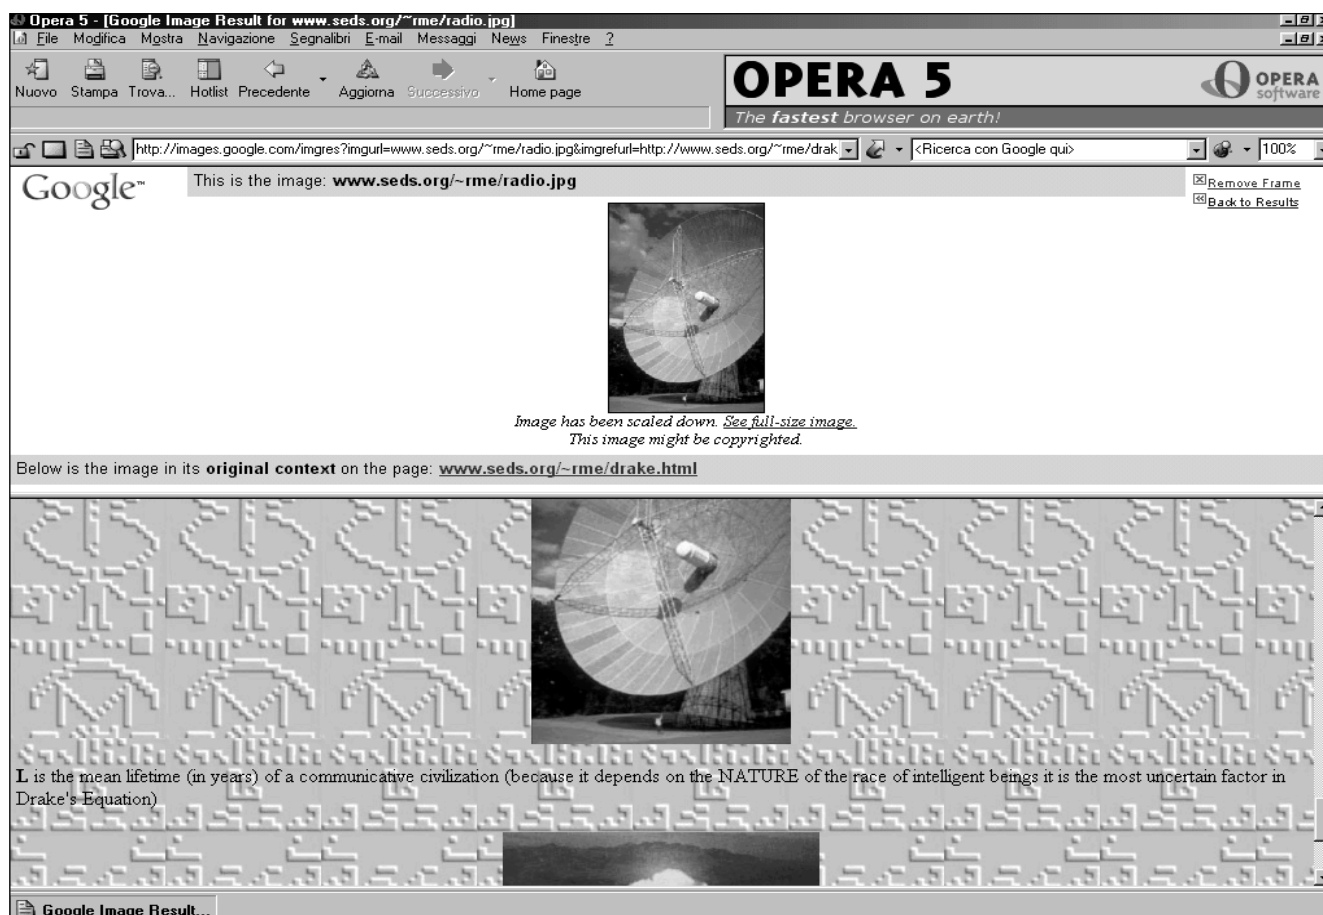 Opera 5 - [Google Image Result for www.seds.org/~rme/radio.jpg]
File Modifica Mostra Navigazione Segnalibri E-mail Messaggi News Finestre ?
Nuovo Stampa Trova... Hotlist Precedente Aggiorna Successivo Home page
OPERA 5
OPERA software
The fastest browser on earth!
http://images.google.com/imgres?imgurl=www.seds.org/~rme/radio.jpg&imgrefurl=http://www.seds.org/~rme/drak
<Ricerca con Google qui>
100%
Google™
This is the image: www.seds.org/~rme/radio.jpg
Remove Frame
Back to Results
Image has been scaled down. See full-size image.
This image might be copyrighted.
Below is the image in its original context on the page: www.seds.org/~rme/drake.html
L is the mean lifetime (in years) of a communicative civilization (because it depends on the NATURE of the race of intelligent beings it is the most uncertain factor in
Drake's Equation)
Google Image Result...